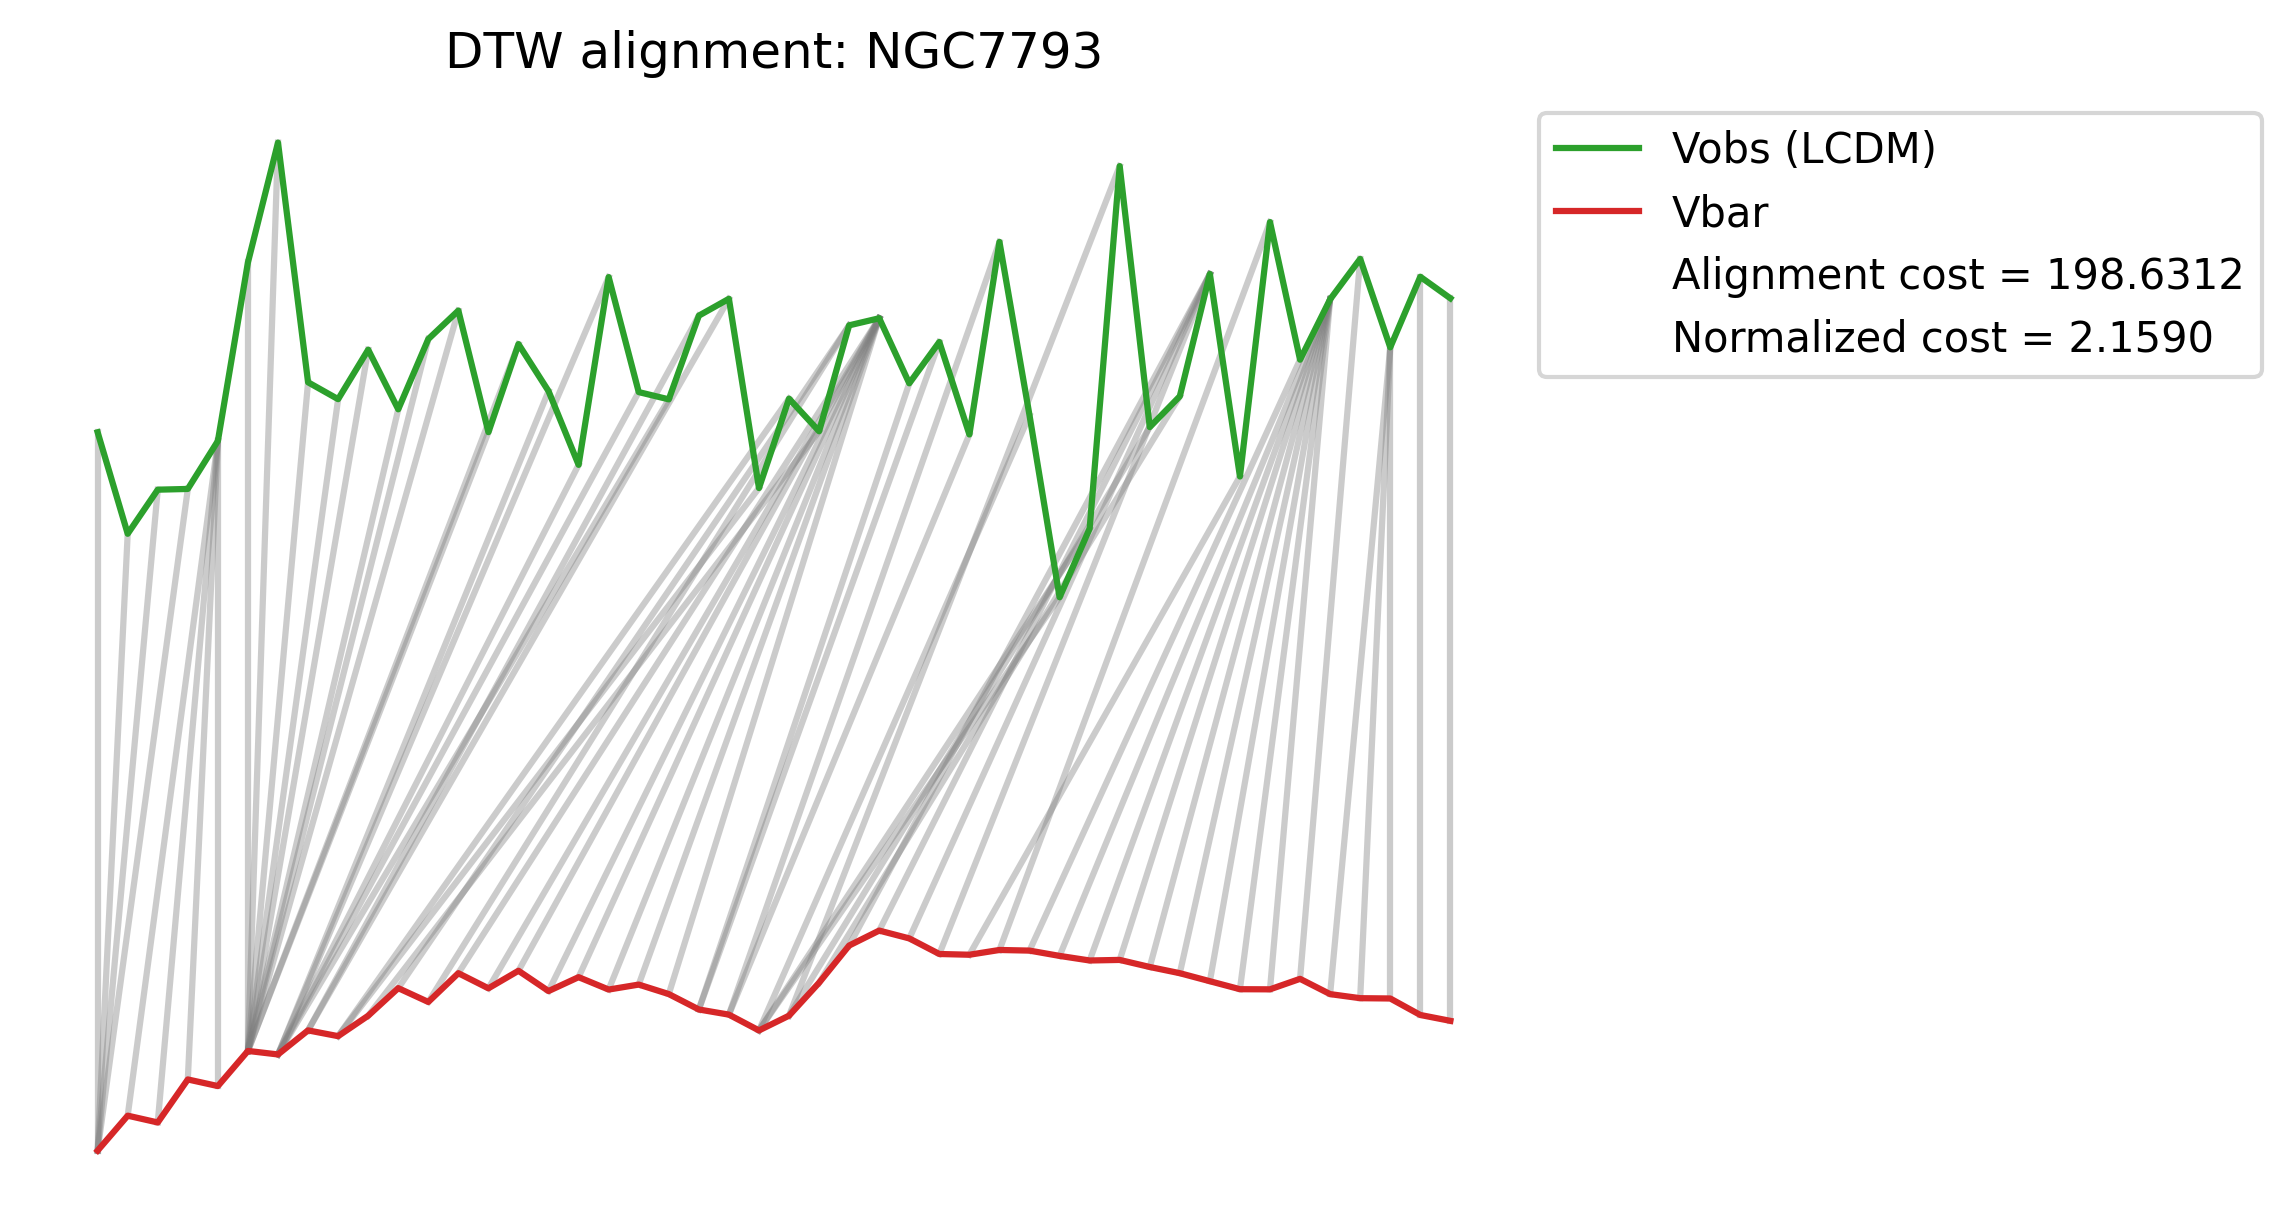 DTW alignment: NGC7793
Vobs (LCDM)
Vbar
Alignment cost = 198.6312
Normalized cost = 2.1590